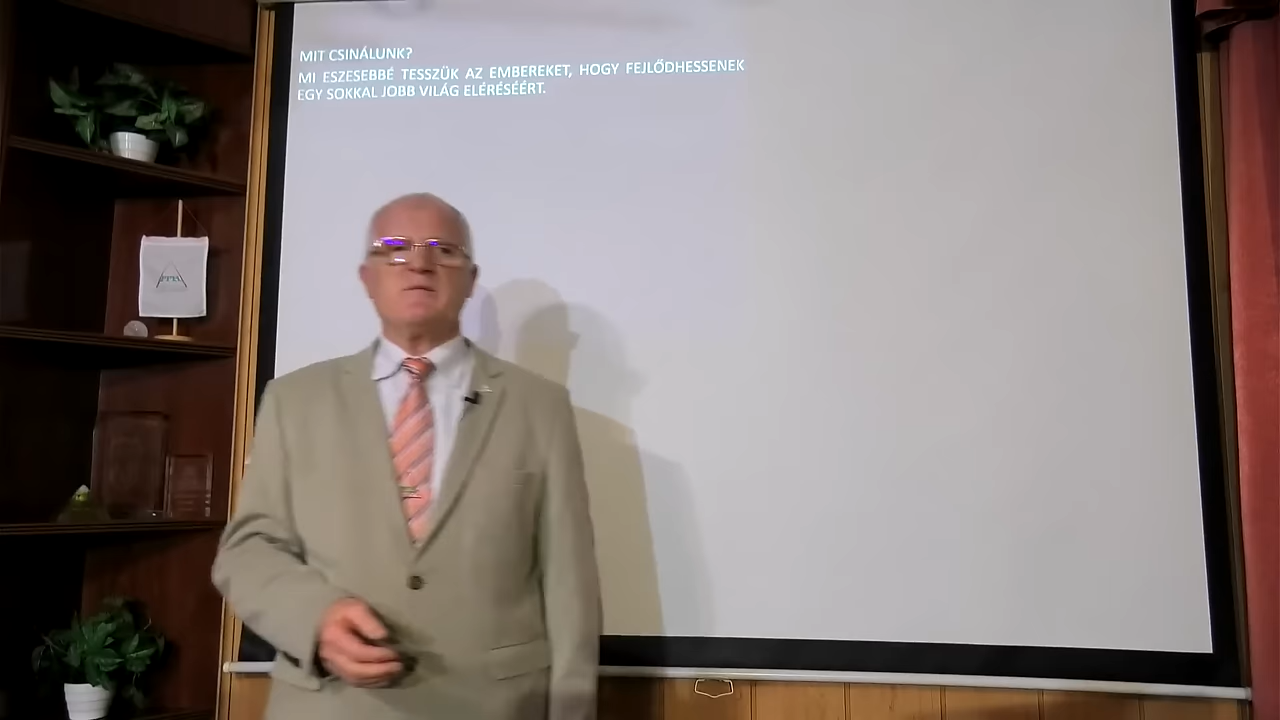 MIT CSINÁLUNK?
MI ESZESEBBÉ TESSZÜK AZ EMBEREKET, HOGY FEJLŐDHESSENEK
EGY SOKKAL JOBB VILÁG ELÉRÉSÉÉRT.